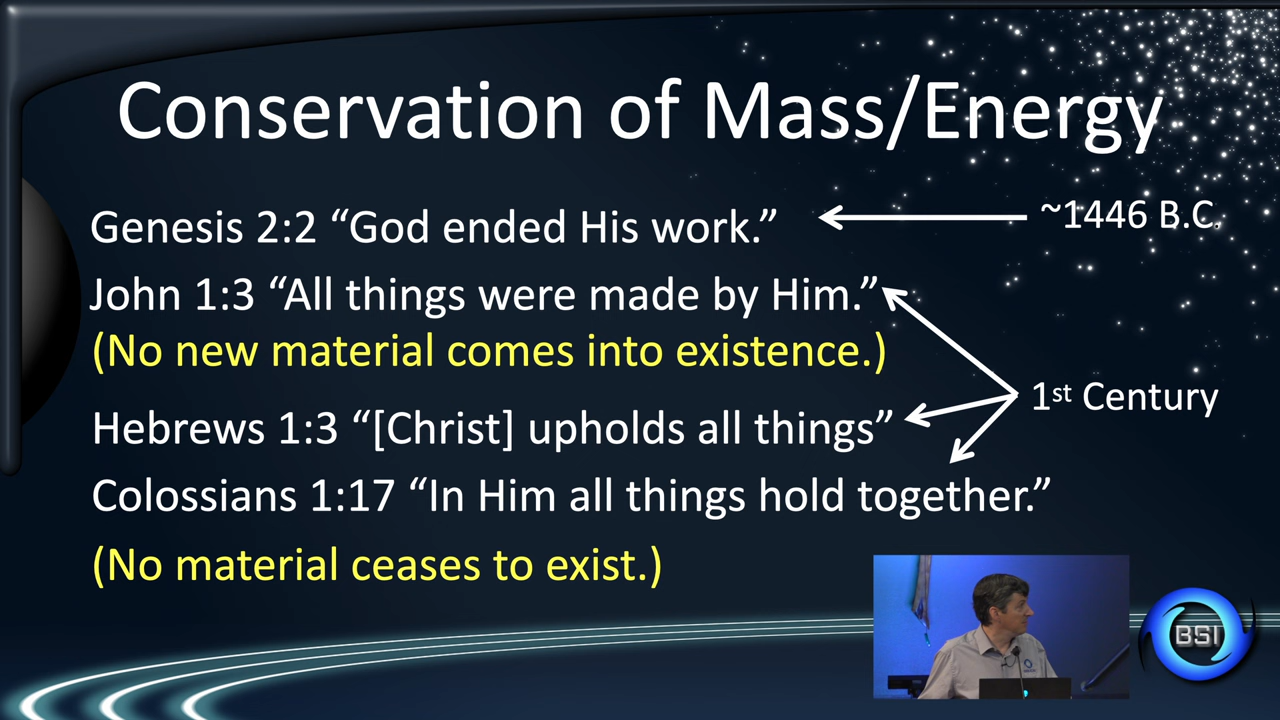 Conservation of Mass/Energy
Genesis 2:2 “God ended His work.”
~1446 B.C.
John 1:3 “All things were made by Him.”
(No new material comes into existence.)
1st Century
Hebrews 1:3 “[Christ] upholds all things”
Colossians 1:17 “In Him all things hold together.”
(No material ceases to exist.)
BSI